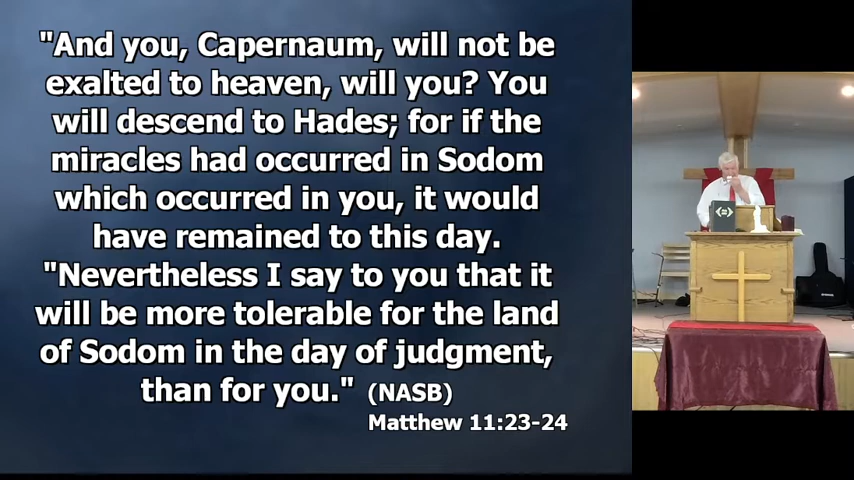 "And you, Capernaum, will not be
exalted to heaven, will you? You
will descend to Hades; for if the
miracles had occurred in Sodom
which occurred in you, it would
have remained to this day.
"Nevertheless I say to you that it
will be more tolerable for the land
of Sodom in the day of judgment,
than for you." (NASB)
Matthew 11:23-24